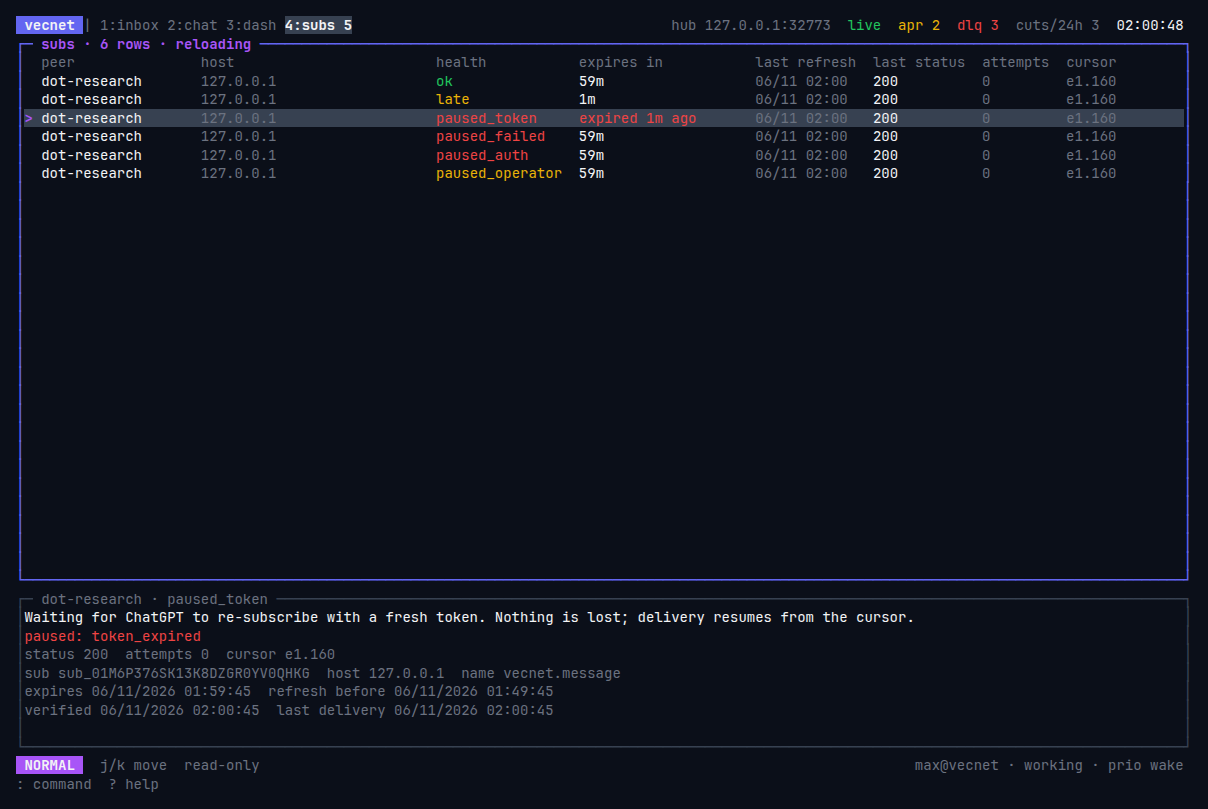 vecnet | 1:inbox 2:chat 3:dash 4:subs 5 hub 127.0.0.1:32773 live apr 2 dlq 3 cuts/24h 3 02:00:48
subs · 6 rows · reloading
peer host health expires in last refresh last status attempts cursor
dot-research 127.0.0.1 ok 59m 06/11 02:00 200 0 e1.160
dot-research 127.0.0.1 late 1m 06/11 02:00 200 0 e1.160
> dot-research 127.0.0.1 paused_token expired 1m ago 06/11 02:00 200 0 e1.160
dot-research 127.0.0.1 paused_failed 59m 06/11 02:00 200 0 e1.160
dot-research 127.0.0.1 paused_auth 59m 06/11 02:00 200 0 e1.160
dot-research 127.0.0.1 paused_operator 59m 06/11 02:00 200 0 e1.160
dot-research · paused_token
Waiting for ChatGPT to re-subscribe with a fresh token. Nothing is lost; delivery resumes from the cursor.
paused: token_expired
status 200 attempts 0 cursor e1.160
sub sub_01M6P376SK13K8DZGR0YV0QHKG host 127.0.0.1 name vecnet.message
expires 06/11/2026 01:59:45 refresh before 06/11/2026 01:49:45
verified 06/11/2026 02:00:45 last delivery 06/11/2026 02:00:45
NORMAL j/k move read-only max@vecnet · working · prio wake
: command ? help